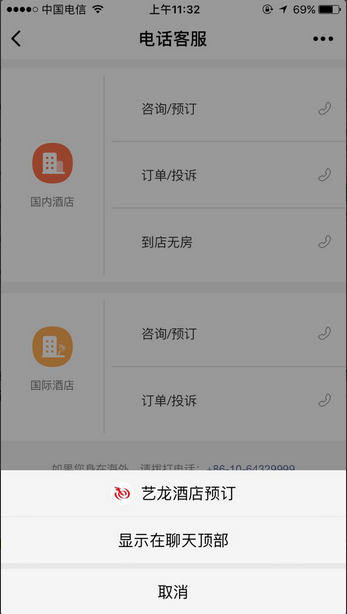 中国电信 上午11:32 69%
电话客服
咨询/预订
订单/投诉
国内酒店
到店无房
咨询/预订
国际酒店
订单/投诉
如果您身在海外，请拨打电话：+86-10-64329999
艺龙酒店预订
显示在聊天顶部
取消